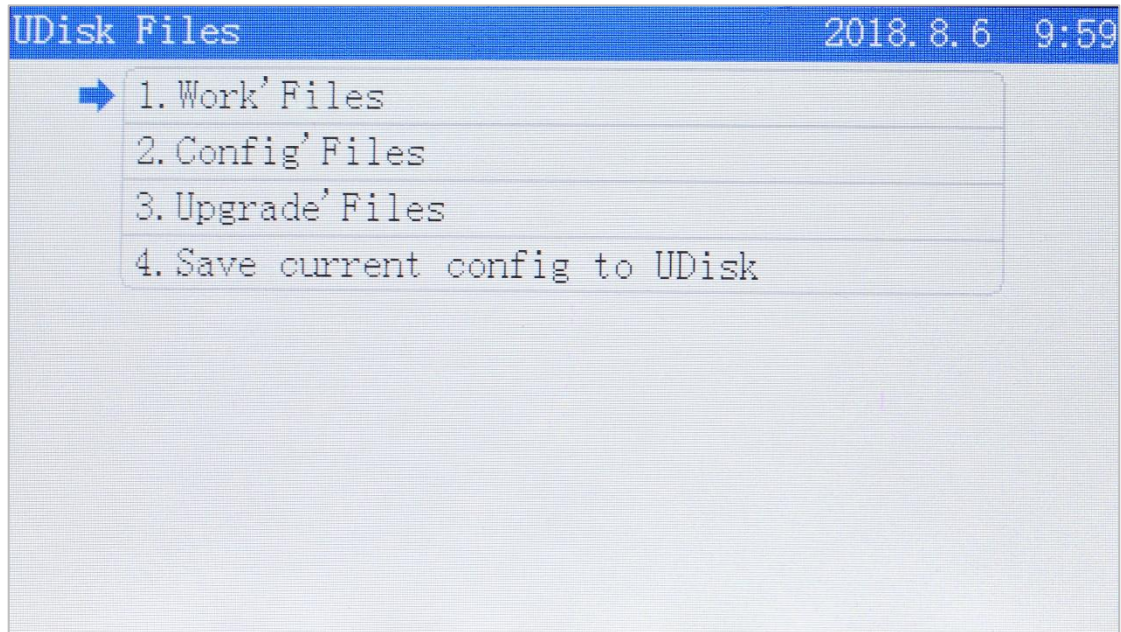 UDisk Files 2018. 8. 6 9:59
1. Work'Files
2. Config'Files
3. Upgrade'Files
4. Save current config to UDisk